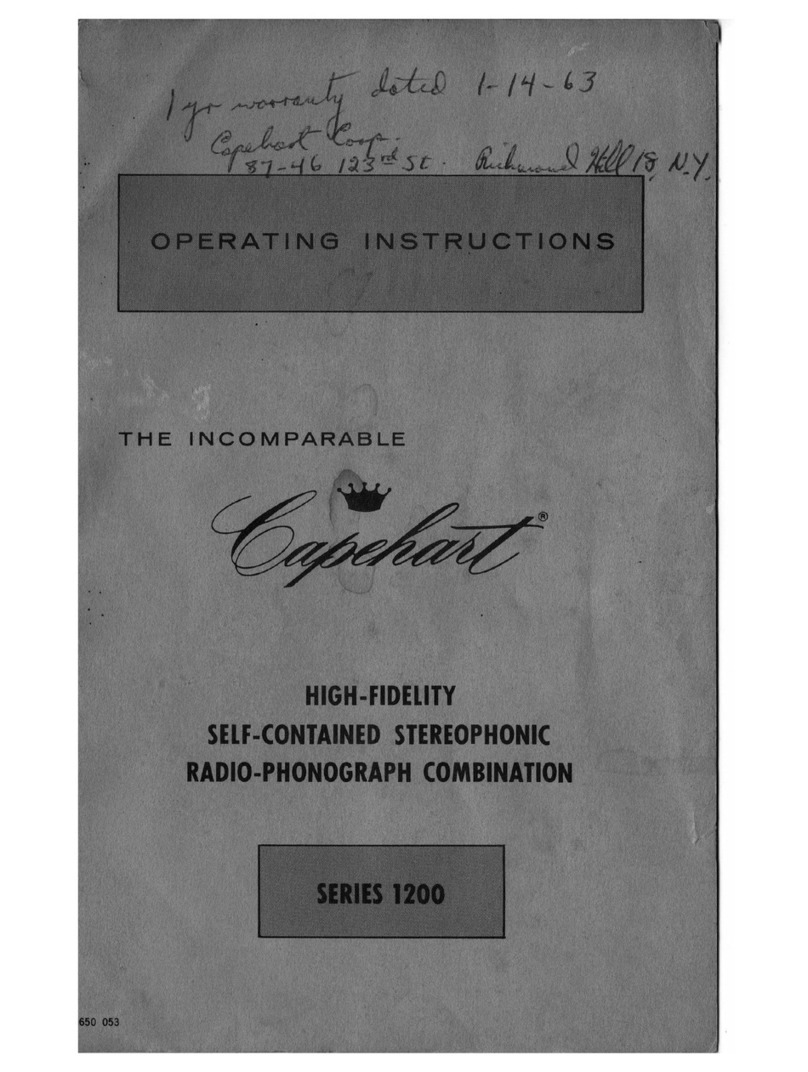 1 yr warranty dated 1-14-63
Capehart Corp.
87-46 123rd St. Richmond Hill 18, N.Y.
OPERATING INSTRUCTIONS
THE INCOMPARABLE
Capehart®
HIGH-FIDELITY
SELF-CONTAINED STEREOPHONIC
RADIO-PHONOGRAPH COMBINATION
SERIES 1200
650 053